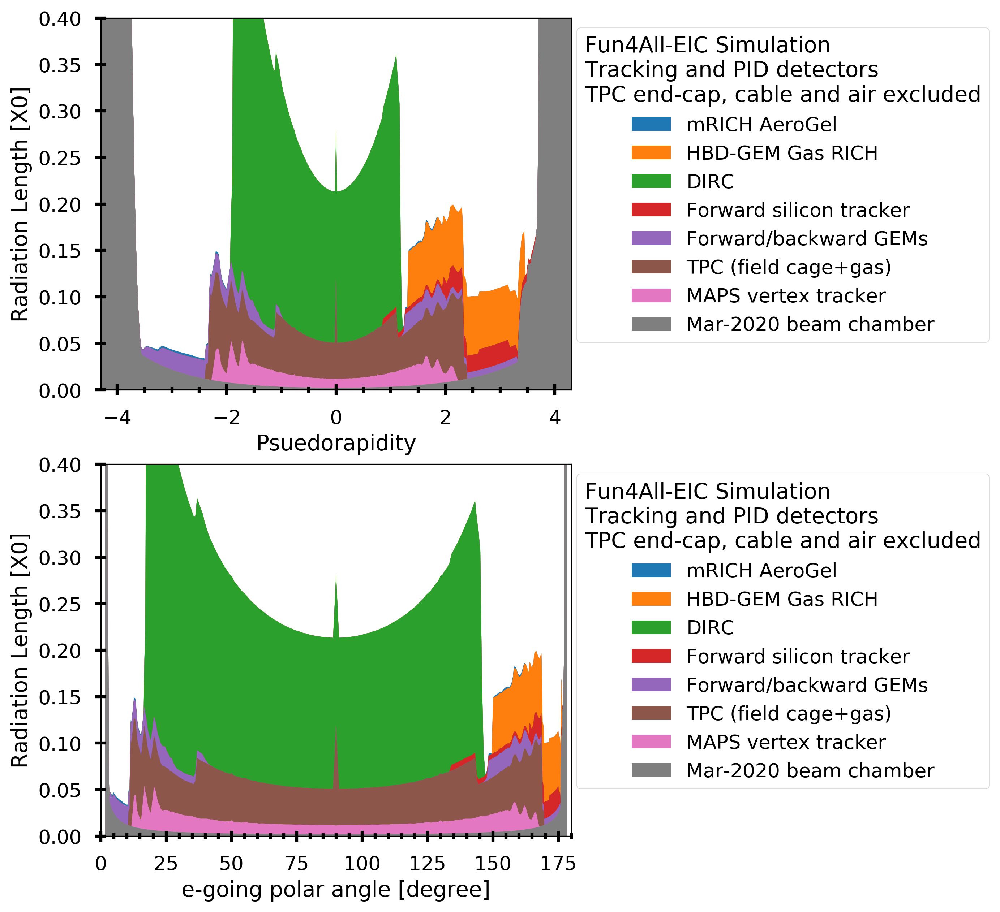 0.40
0.35
0.30
0.25
0.20
0.15
0.10
0.05
0.00
Radiation Length [X0]
−4 −2 0 2 4
Psuedorapidity
Fun4All-EIC Simulation
Tracking and PID detectors
TPC end-cap, cable and air excluded
mRICH AeroGel
HBD-GEM Gas RICH
DIRC
Forward silicon tracker
Forward/backward GEMs
TPC (field cage+gas)
MAPS vertex tracker
Mar-2020 beam chamber
0.40
0.35
0.30
0.25
0.20
0.15
0.10
0.05
0.00
Radiation Length [X0]
0 25 50 75 100 125 150 175
e-going polar angle [degree]
Fun4All-EIC Simulation
Tracking and PID detectors
TPC end-cap, cable and air excluded
mRICH AeroGel
HBD-GEM Gas RICH
DIRC
Forward silicon tracker
Forward/backward GEMs
TPC (field cage+gas)
MAPS vertex tracker
Mar-2020 beam chamber